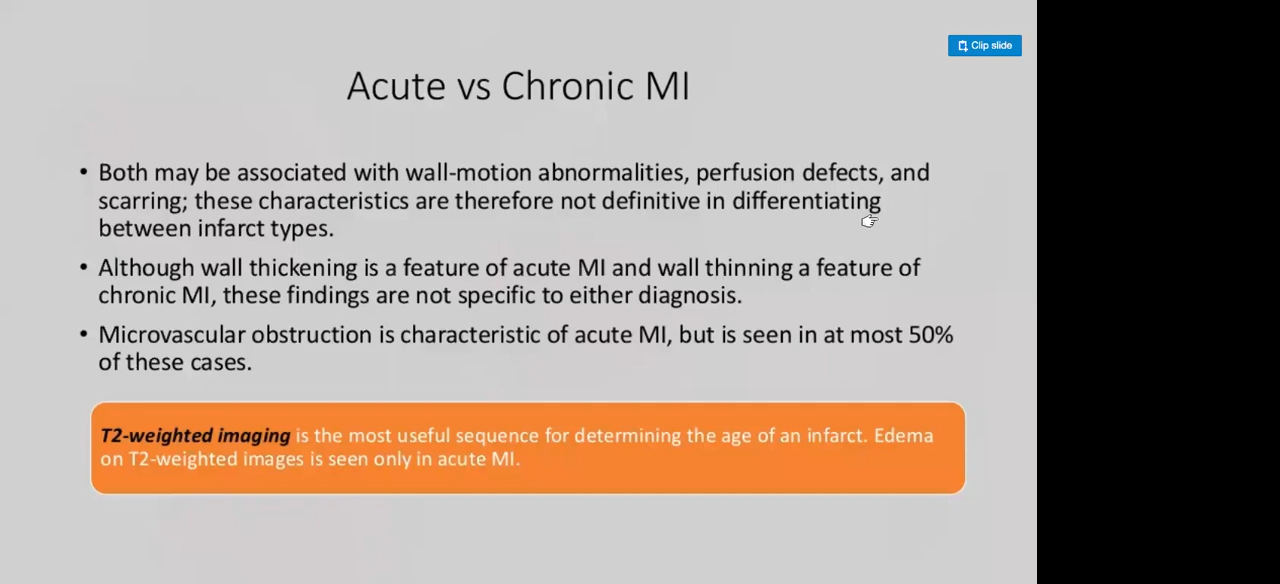 Clip slide
Acute vs Chronic MI
• Both may be associated with wall-motion abnormalities, perfusion defects, and
scarring; these characteristics are therefore not definitive in differentiating
between infarct types.
• Although wall thickening is a feature of acute MI and wall thinning a feature of
chronic MI, these findings are not specific to either diagnosis.
• Microvascular obstruction is characteristic of acute MI, but is seen in at most 50%
of these cases.
T2-weighted imaging is the most useful sequence for determining the age of an infarct. Edema
on T2-weighted images is seen only in acute MI.